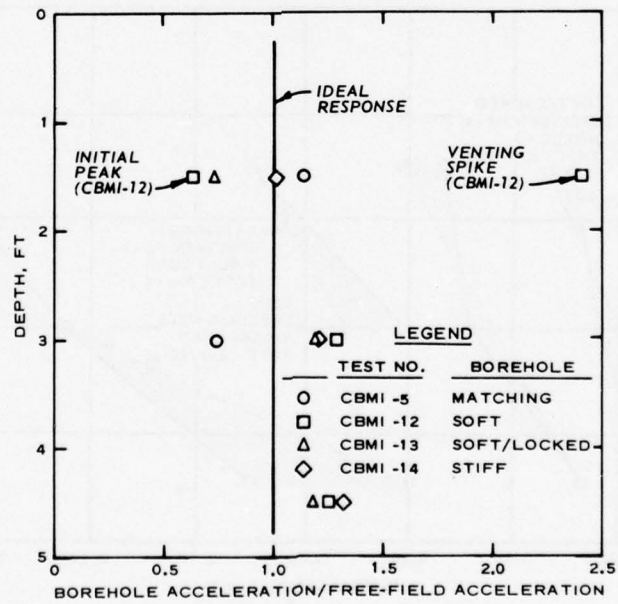 0
IDEAL
RESPONSE
1
INITIAL
PEAK
(CBMI-12)
VENTING
SPIKE
(CBMI-12)
2
DEPTH, FT
3
LEGEND
TEST NO. BOREHOLE
CBMI -5 MATCHING
CBMI -12 SOFT
CBMI -13 SOFT/LOCKED
CBMI -14 STIFF
4
5
0 0.5 1.0 1.5 2.0 2.5
BOREHOLE ACCELERATION/FREE-FIELD ACCELERATION